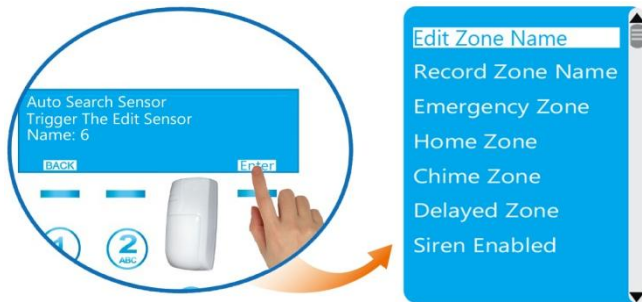 Auto Search Sensor
Trigger The Edit Sensor
Name: 6
BACK
Enter
1
2
ABC
Edit Zone Name
Record Zone Name
Emergency Zone
Home Zone
Chime Zone
Delayed Zone
Siren Enabled